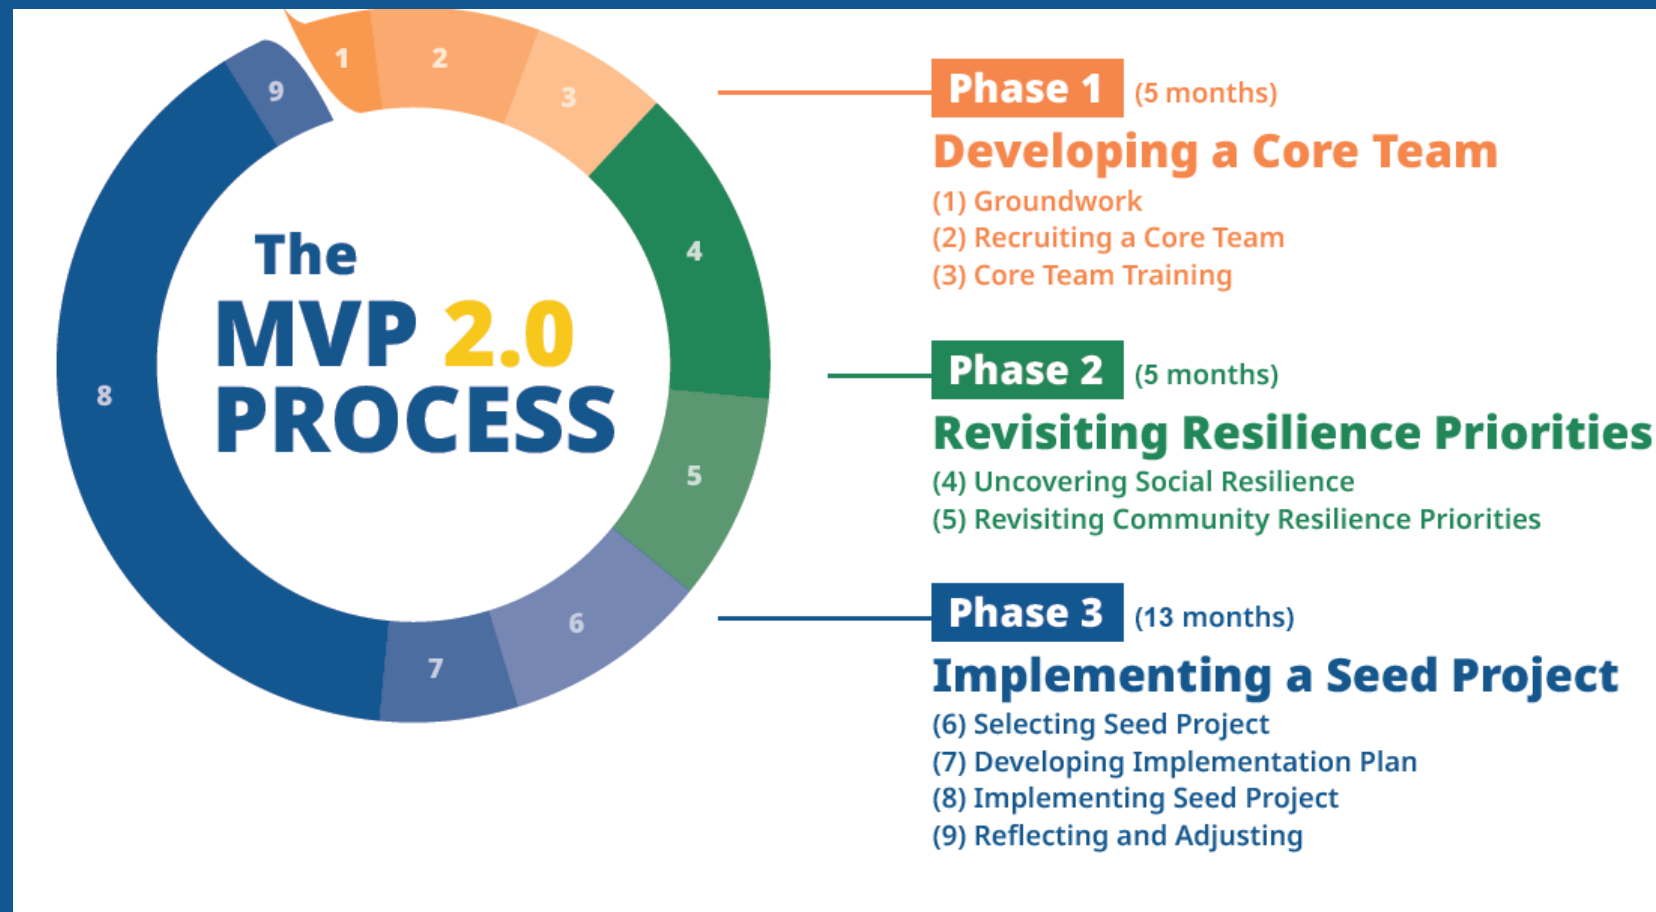 1
2
3
4
5
6
7
8
9
The
MVP 2.0
PROCESS
Phase 1 (5 months)
Developing a Core Team
(1) Groundwork
(2) Recruiting a Core Team
(3) Core Team Training
Phase 2 (5 months)
Revisiting Resilience Priorities
(4) Uncovering Social Resilience
(5) Revisiting Community Resilience Priorities
Phase 3 (13 months)
Implementing a Seed Project
(6) Selecting Seed Project
(7) Developing Implementation Plan
(8) Implementing Seed Project
(9) Reflecting and Adjusting